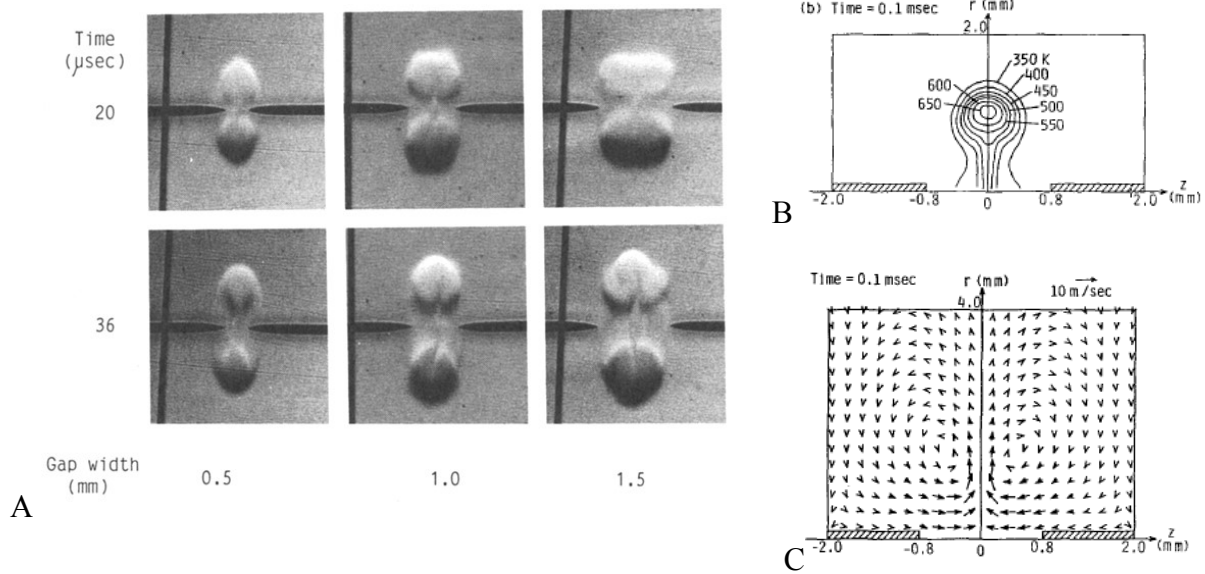 Time
(µsec)
20
36
Gap width
(mm)
0.5
1.0
1.5
A
(b) Time = 0.1 msec
r (mm)
2.0
350 K
400
450
500
550
600
650
-2.0
-0.8
0
0.8
2.0
z
(mm)
B
Time = 0.1 msec
r (mm)
4.0
10 m/sec
-2.0
-0.8
0
0.8
2.0
z
(mm)
C